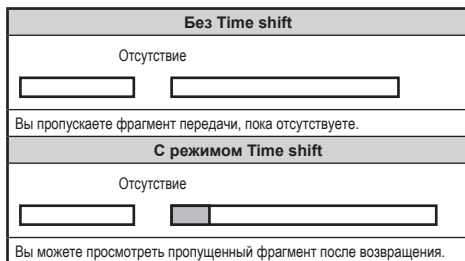 Без Time shift
Отсутствие
Вы пропускаете фрагмент передачи, пока отсутствуете.
С режимом Time shift
Отсутствие
Вы можете просмотреть пропущенный фрагмент после возвращения.